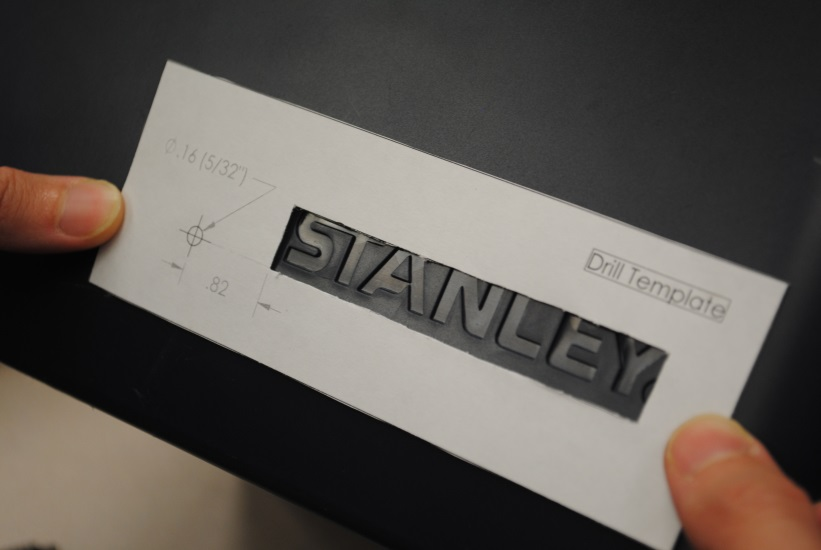 Ø.16 (5/32")
.82
STANLEY
Drill Template